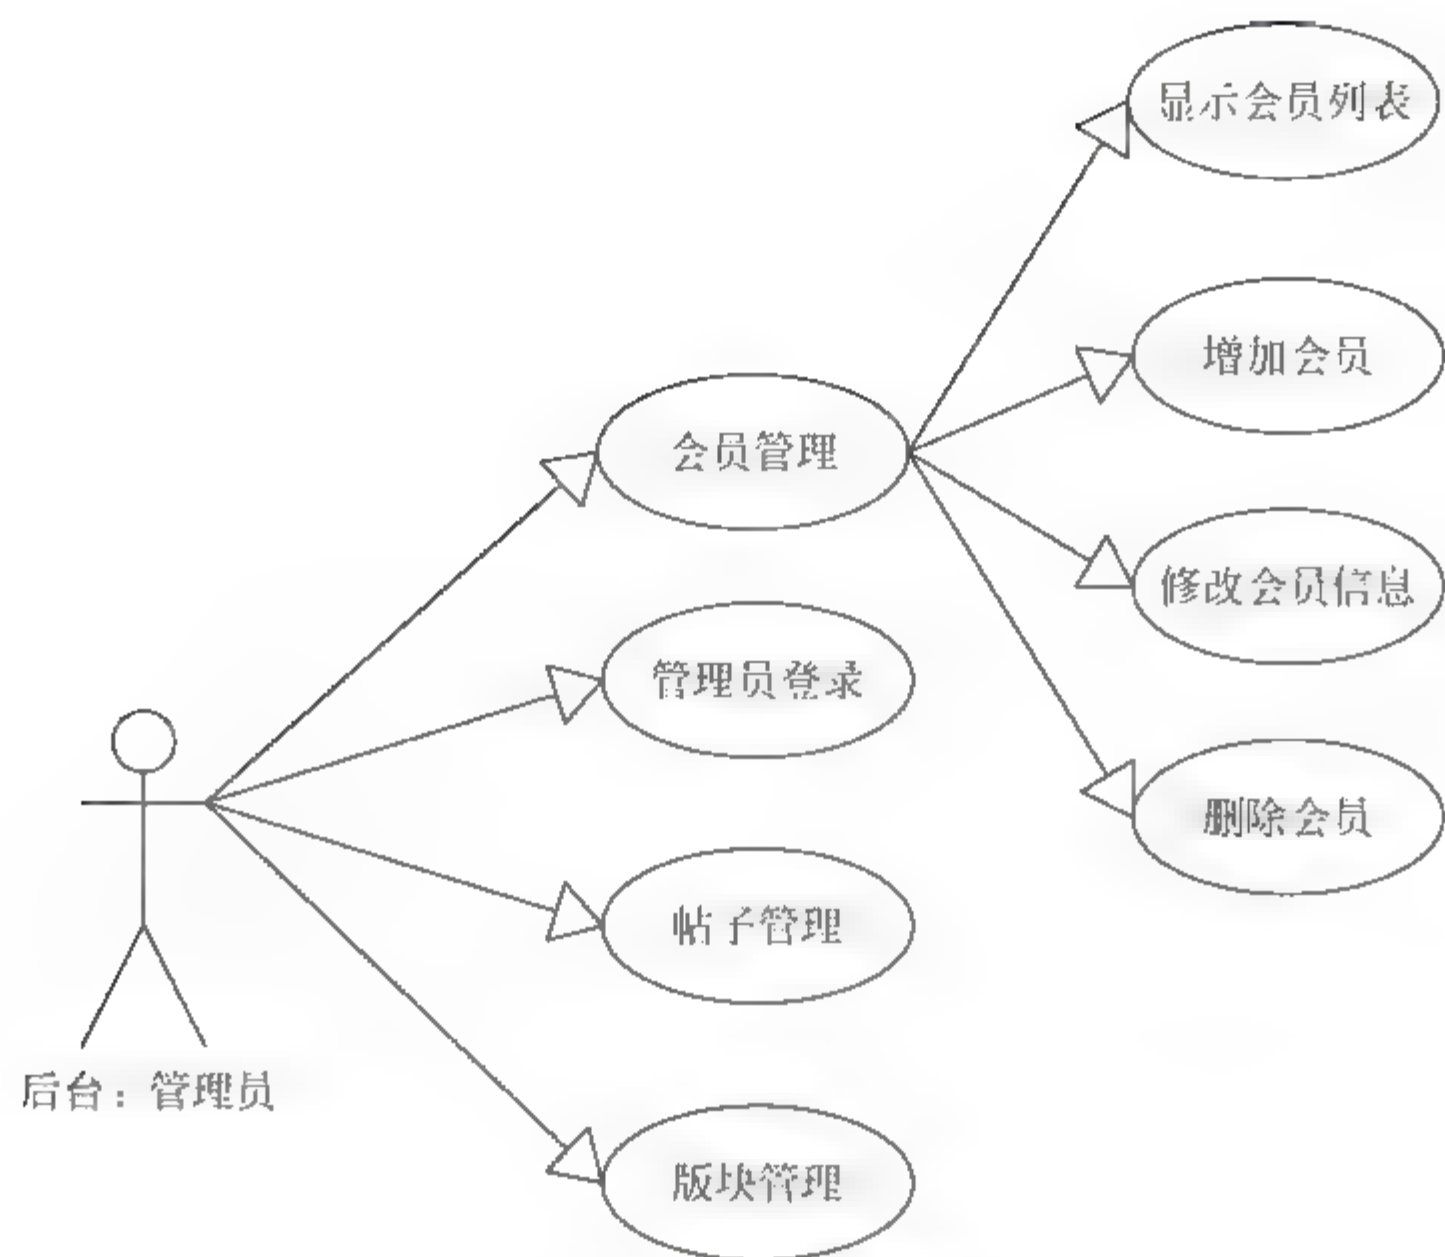 显示会员列表
增加会员
会员管理
修改会员信息
管理员登录
删除会员
帖子管理
后台：管理员
版块管理